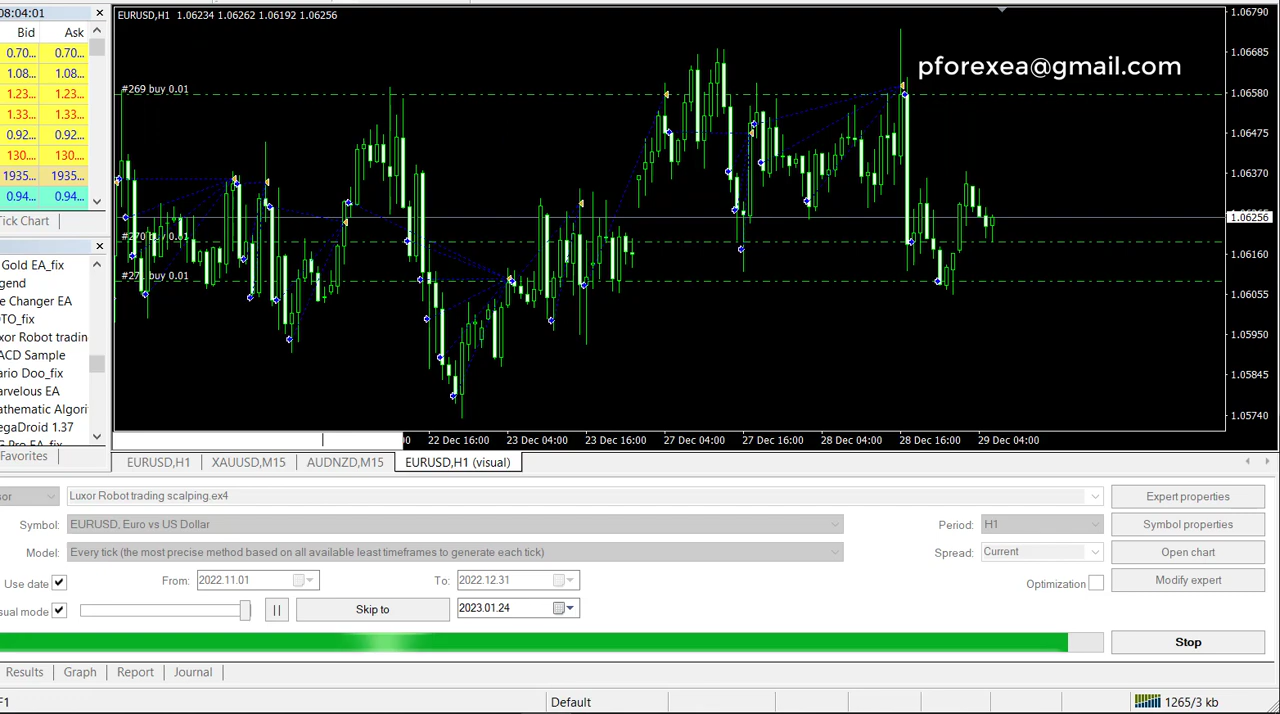 08:04:01
Bid Ask
0.70... 0.70...
1.08... 1.08...
1.23... 1.23...
1.33... 1.33...
0.92... 0.92...
130.... 130....
1935... 1935...
0.94... 0.94...
Tick Chart
Gold EA_fix
gend
e Changer EA
OTO_fix
uxor Robot tradin
ACD Sample
ario Doo_fix
arvelous EA
athematic Algori
egaDroid 1.37
G Pro EA_fix
Favorites
EURUSD,H1 1.06234 1.06262 1.06192 1.06256
pforexea@gmail.com
#269 buy 0.01
#270 buy 0.01
#271 buy 0.01
1.06790
1.06685
1.06580
1.06475
1.06370
1.06256
1.06160
1.06055
1.05950
1.05845
1.05740
22 Dec 16:00 23 Dec 04:00 23 Dec 16:00 27 Dec 04:00 27 Dec 16:00 28 Dec 04:00 28 Dec 16:00 29 Dec 04:00
EURUSD,H1 XAUUSD,M15 AUDNZD,M15 EURUSD,H1 (visual)
sor Luxor Robot trading scalping.ex4 Expert properties
Symbol: EURUSD, Euro vs US Dollar Period: H1 Symbol properties
Model: Every tick (the most precise method based on all available least timeframes to generate each tick) Spread: Current Open chart
Use date From: 2022.11.01 To: 2022.12.31 Optimization Modify expert
sual mode Skip to 2023.01.24
Stop
Results Graph Report Journal
F1 Default 1265/3 kb